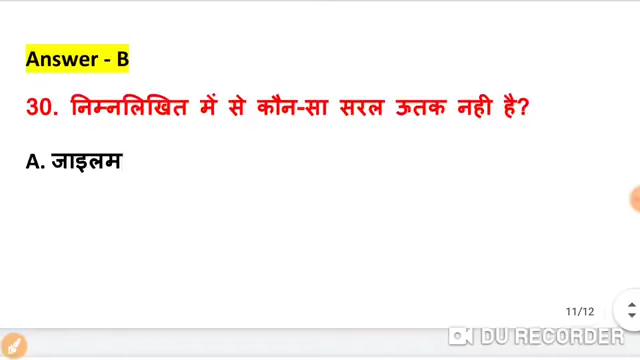 Answer - B
30. निम्नलिखित में से कौन-सा सरल ऊतक नही है?
A. जाइलम
11/12
DU RECORDER